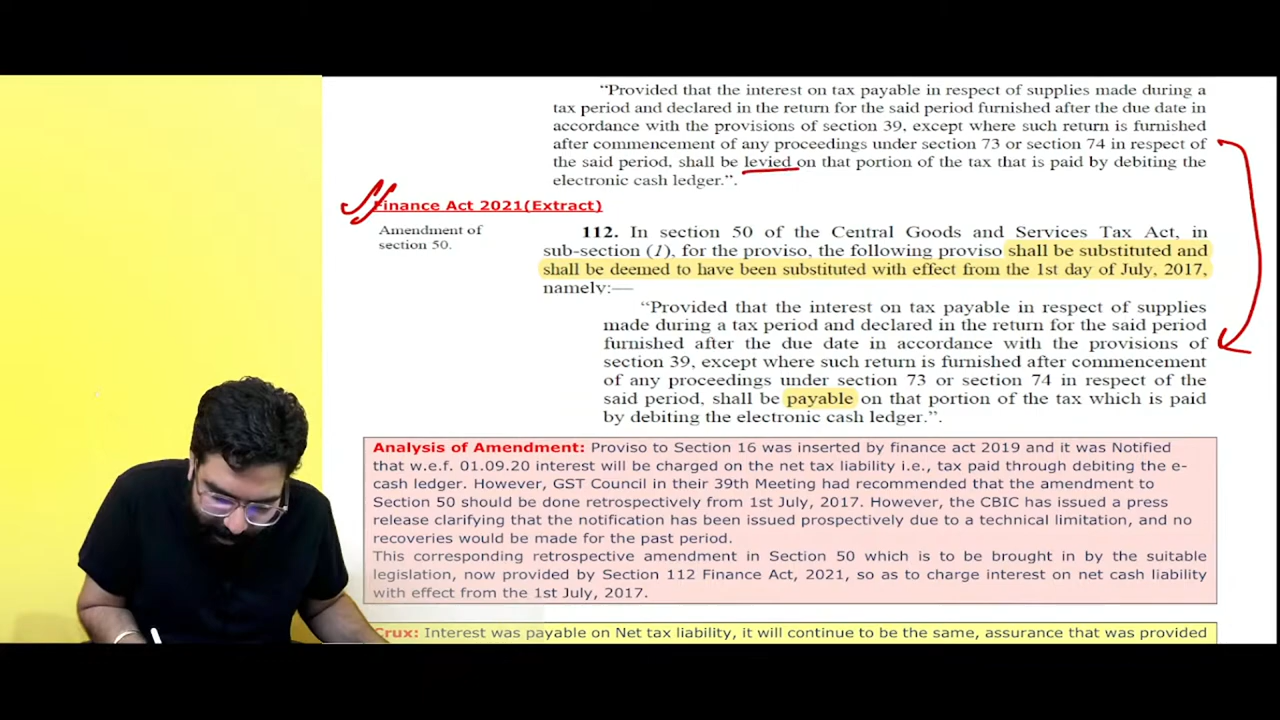 “Provided that the interest on tax payable in respect of supplies made during a
tax period and declared in the return for the said period furnished after the due date in
accordance with the provisions of section 39, except where such return is furnished
after commencement of any proceedings under section 73 or section 74 in respect of
the said period, shall be levied on that portion of the tax that is paid by debiting the
electronic cash ledger.”.
Finance Act 2021(Extract)
Amendment of
section 50.
112. In section 50 of the Central Goods and Services Tax Act, in
sub-section (1), for the proviso, the following proviso shall be substituted and
shall be deemed to have been substituted with effect from the 1st day of July, 2017,
namely:—
“Provided that the interest on tax payable in respect of supplies
made during a tax period and declared in the return for the said period
furnished after the due date in accordance with the provisions of
section 39, except where such return is furnished after commencement
of any proceedings under section 73 or section 74 in respect of the
said period, shall be payable on that portion of the tax which is paid
by debiting the electronic cash ledger.”.
Analysis of Amendment: Proviso to Section 16 was inserted by finance act 2019 and it was Notified
that w.e.f. 01.09.20 interest will be charged on the net tax liability i.e., tax paid through debiting the e-
cash ledger. However, GST Council in their 39th Meeting had recommended that the amendment to
Section 50 should be done retrospectively from 1st July, 2017. However, the CBIC has issued a press
release clarifying that the notification has been issued prospectively due to a technical limitation, and no
recoveries would be made for the past period.
This corresponding retrospective amendment in Section 50 which is to be brought in by the suitable
legislation, now provided by Section 112 Finance Act, 2021, so as to charge interest on net cash liability
with effect from the 1st July, 2017.
Crux: Interest was payable on Net tax liability, it will continue to be the same, assurance that was provided